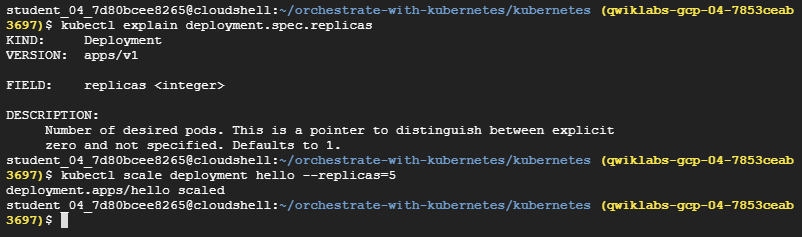 student_04_7d80bcee8265@cloudshell:~/orchestrate-with-kubernetes/kubernetes (qwiklabs-gcp-04-7853ceab
3697)$ kubectl explain deployment.spec.replicas
KIND:     Deployment
VERSION:  apps/v1

FIELD:    replicas <integer>

DESCRIPTION:
     Number of desired pods. This is a pointer to distinguish between explicit
     zero and not specified. Defaults to 1.
student_04_7d80bcee8265@cloudshell:~/orchestrate-with-kubernetes/kubernetes (qwiklabs-gcp-04-7853ceab
3697)$ kubectl scale deployment hello --replicas=5
deployment.apps/hello scaled
student_04_7d80bcee8265@cloudshell:~/orchestrate-with-kubernetes/kubernetes (qwiklabs-gcp-04-7853ceab
3697)$